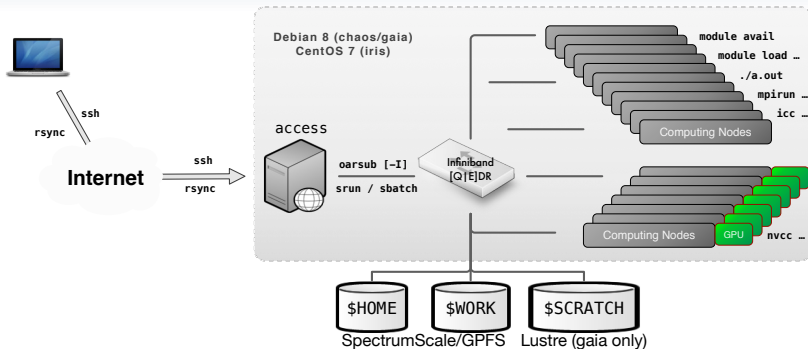 Debian 8 (chaos/gaia)
CentOS 7 (iris)
module avail
module load …
./a.out
mpirun …
icc …
Computing Nodes
ssh
rsync
Internet
ssh
rsync
access
oarsub [-I]
srun / sbatch
Infiniband
[Q|E]DR
Computing Nodes
GPU
nvcc …
$HOME
$WORK
$SCRATCH
SpectrumScale/GPFS
Lustre (gaia only)